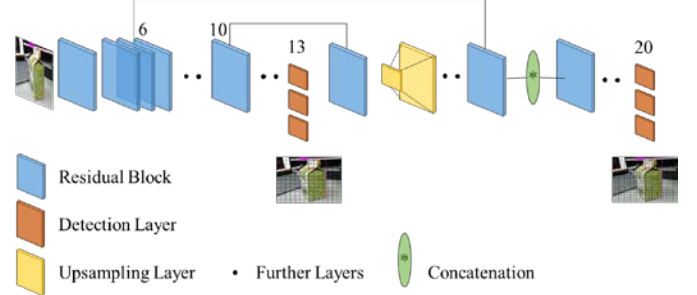 6
10
13
20
*
Residual Block
Detection Layer
Upsampling Layer
Further Layers
*
Concatenation